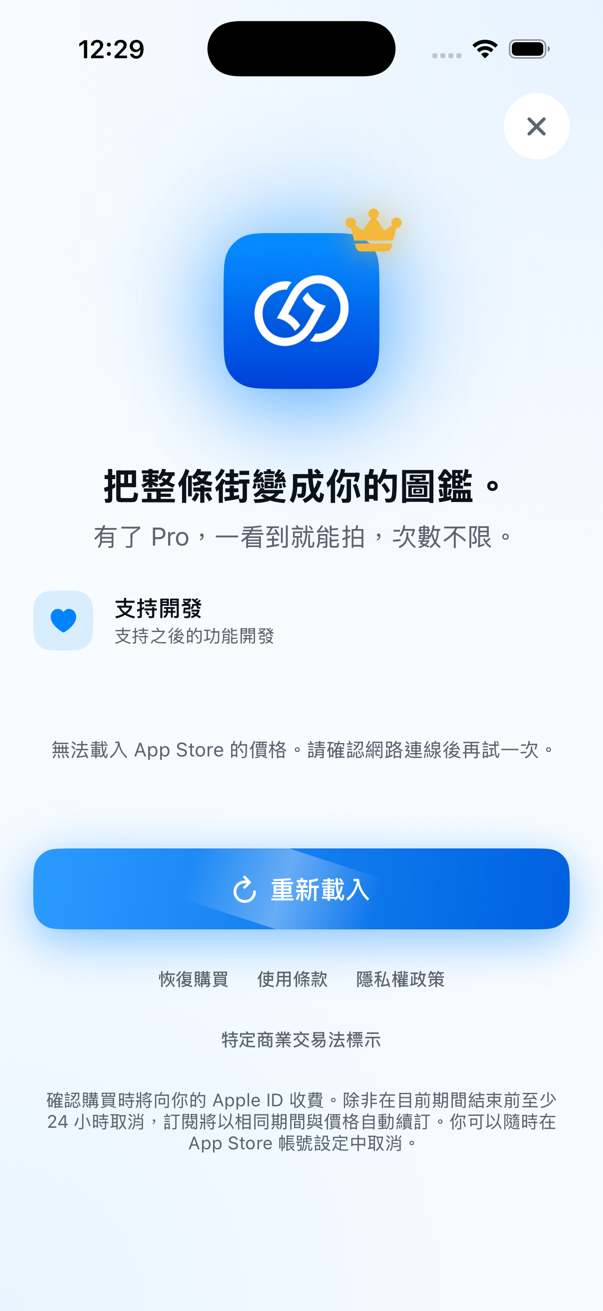 12:29
把整條街變成你的圖鑑。
有了 Pro，一看到就能拍，次數不限。
支持開發
支持之後的功能開發
無法載入 App Store 的價格。請確認網路連線後再試一次。
重新載入
恢復購買 使用條款 隱私權政策
特定商業交易法標示
確認購買時將向你的 Apple ID 收費。除非在目前期間結束前至少
24 小時取消，訂閱將以相同期間與價格自動續訂。你可以隨時在
App Store 帳號設定中取消。